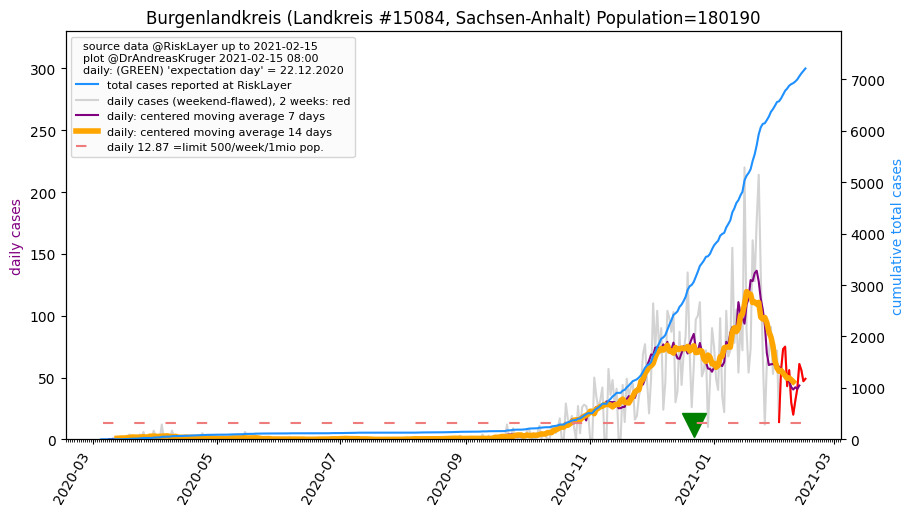 Burgenlandkreis (Landkreis #15084, Sachsen-Anhalt) Population=180190
source data @RiskLayer up to 2021-02-15
plot @DrAndreasKruger 2021-02-15 08:00
daily: (GREEN) 'expectation day' = 22.12.2020
total cases reported at RiskLayer
daily cases (weekend-flawed), 2 weeks: red
daily: centered moving average 7 days
daily: centered moving average 14 days
daily 12.87 =limit 500/week/1mio pop.
daily cases
300
250
200
150
100
50
0
cumulative total cases
7000
6000
5000
4000
3000
2000
1000
0
2020-03
2020-05
2020-07
2020-09
2020-11
2021-01
2021-03